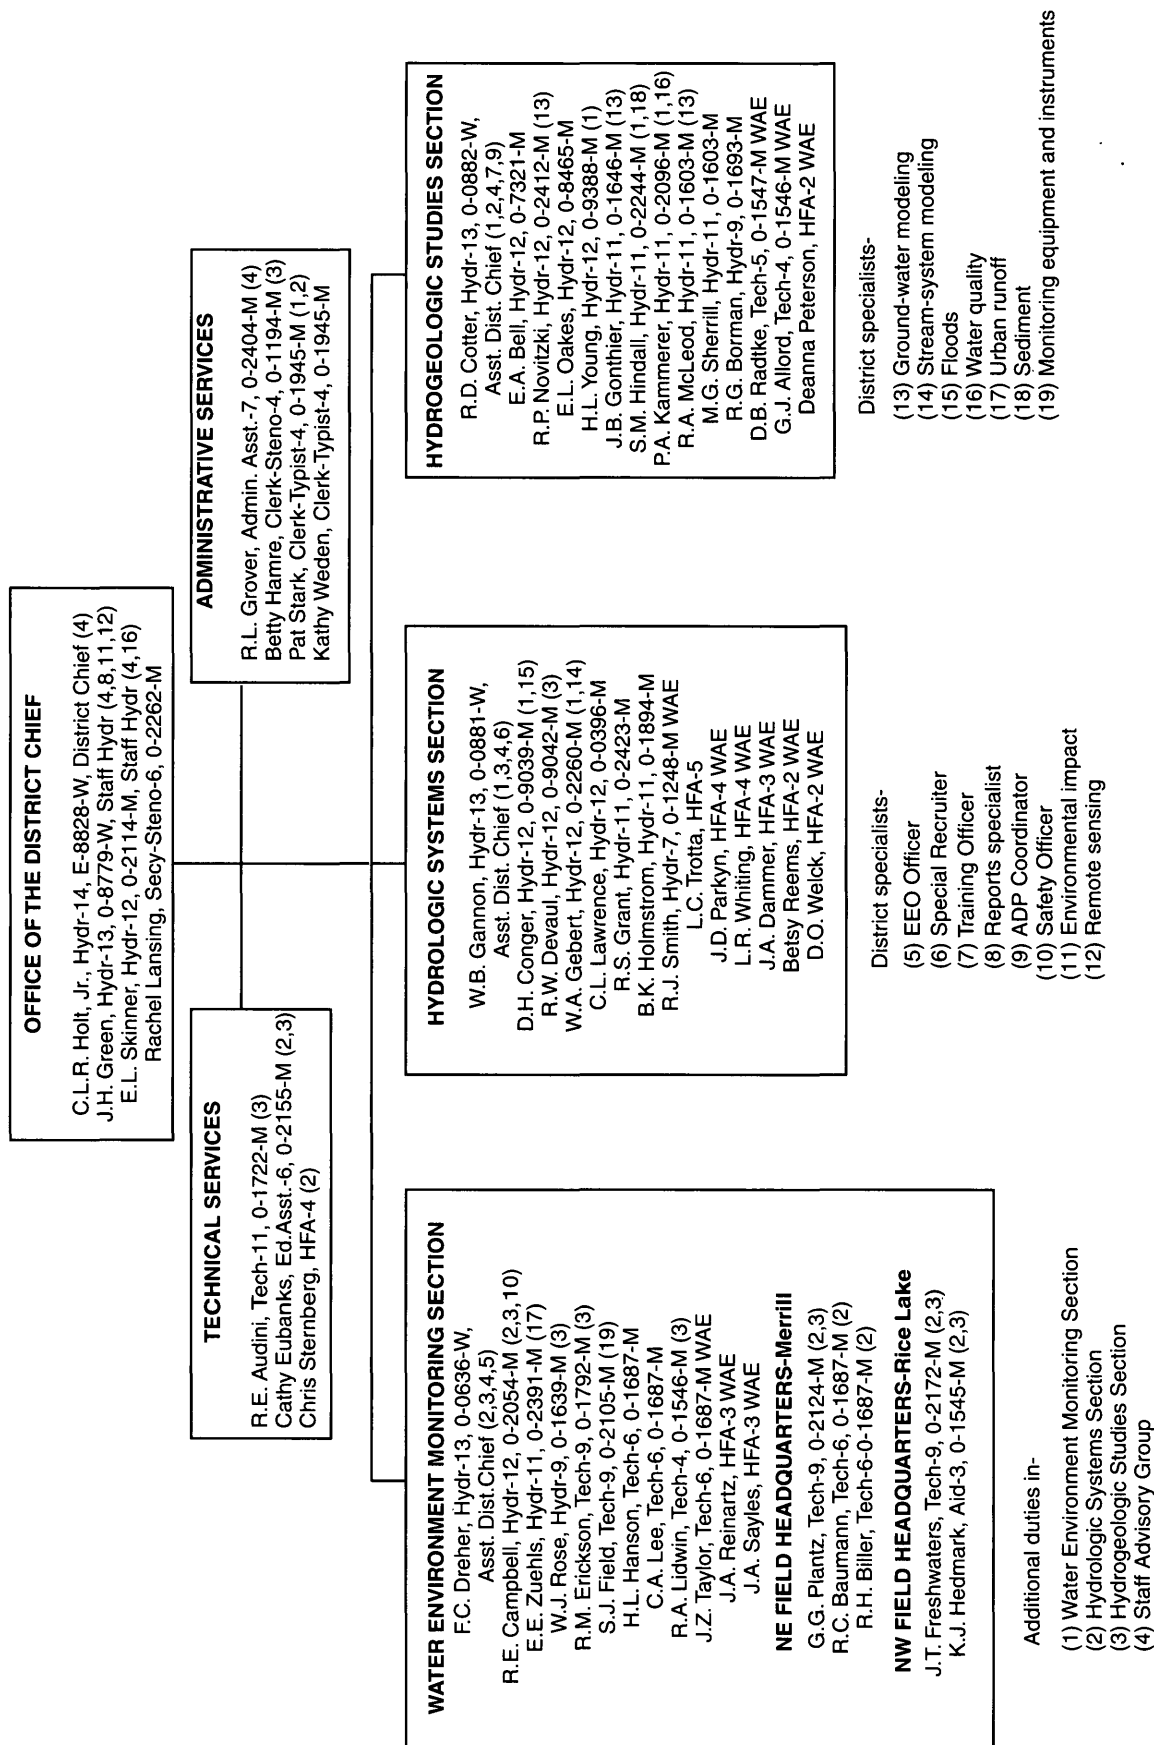 OFFICE OF THE DISTRICT CHIEF
C.L.R. Holt, Jr., Hydr-14, E-8828-W, District Chief (4)
J.H. Green, Hydr-13, 0-8779-W, Staff Hydr (4,8,11,12)
E.L. Skinner, Hydr-12, 0-2114-M, Staff Hydr (4,16)
Rachel Lansing, Secy-Steno-6, 0-2262-M
TECHNICAL SERVICES
R.E. Audini, Tech-11, 0-1722-M (3)
Cathy Eubanks, Ed.Asst.-6, 0-2155-M (2,3)
Chris Sternberg, HFA-4 (2)
ADMINISTRATIVE SERVICES
R.L. Grover, Admin. Asst.-7, 0-2404-M (4)
Betty Hamre, Clerk-Steno-4, 0-1194-M (3)
Pat Stark, Clerk-Typist-4, 0-1945-M (1,2)
Kathy Weden, Clerk-Typist-4, 0-1945-M
WATER ENVIRONMENT MONITORING SECTION
F.C. Dreher, Hydr-13, 0-0636-W,
Asst. Dist.Chief (2,3,4,5)
R.E. Campbell, Hydr-12, 0-2054-M (2,3,10)
E.E. Zuehls, Hydr-11, 0-2391-M (17)
W.J. Rose, Hydr-9, 0-1639-M (3)
R.M. Erickson, Tech-9, 0-1792-M (3)
S.J. Field, Tech-9, 0-2105-M (19)
H.L. Hanson, Tech-6, 0-1687-M
C.A. Lee, Tech-6, 0-1687-M
R.A. Lidwin, Tech-4, 0-1546-M (3)
J.Z. Taylor, Tech-6, 0-1687-M WAE
J.A. Reinartz, HFA-3 WAE
J.A. Sayles, HFA-3 WAE
NE FIELD HEADQUARTERS-Merrill
G.G. Plantz, Tech-9, 0-2124-M (2,3)
R.C. Baumann, Tech-6, 0-1687-M (2)
R.H. Biller, Tech-6-0-1687-M (2)
NW FIELD HEADQUARTERS-Rice Lake
J.T. Freshwaters, Tech-9, 0-2172-M (2,3)
K.J. Hedmark, Aid-3, 0-1545-M (2,3)
HYDROLOGIC SYSTEMS SECTION
W.B. Gannon, Hydr-13, 0-0881-W,
Asst. Dist. Chief (1,3,4,6)
D.H. Conger, Hydr-12, 0-9039-M (1,15)
R.W. Devaul, Hydr-12, 0-9042-M (3)
W.A. Gebert, Hydr-12, 0-2260-M (1,14)
C.L. Lawrence, Hydr-12, 0-0396-M
R.S. Grant, Hydr-11, 0-2423-M
B.K. Holmstrom, Hydr-11, 0-1894-M
R.J. Smith, Hydr-7, 0-1248-M WAE
L.C. Trotta, HFA-5
J.D. Parkyn, HFA-4 WAE
L.R. Whiting, HFA-4 WAE
J.A. Dammer, HFA-3 WAE
Betsy Reems, HFA-2 WAE
D.O. Welck, HFA-2 WAE
HYDROGEOLOGIC STUDIES SECTION
R.D. Cotter, Hydr-13, 0-0882-W,
Asst. Dist. Chief (1,2,4,7,9)
E.A. Bell, Hydr-12, 0-7321-M
R.P. Novitzki, Hydr-12, 0-2412-M (13)
E.L. Oakes, Hydr-12, 0-8465-M
H.L. Young, Hydr-12, 0-9388-M (1)
J.B. Gonthier, Hydr-11, 0-1646-M (13)
S.M. Hindall, Hydr-11, 0-2244-M (1,18)
P.A. Kammerer, Hydr-11, 0-2096-M (1,16)
R.A. McLeod, Hydr-11, 0-1603-M (13)
M.G. Sherrill, Hydr-11, 0-1603-M
R.G. Borman, Hydr-9, 0-1693-M
D.B. Radtke, Tech-5, 0-1547-M WAE
G.J. Allord, Tech-4, 0-1546-M WAE
Deanna Peterson, HFA-2 WAE
Additional duties in-
(1) Water Environment Monitoring Section
(2) Hydrologic Systems Section
(3) Hydrogeologic Studies Section
(4) Staff Advisory Group
District specialists-
(5) EEO Officer
(6) Special Recruiter
(7) Training Officer
(8) Reports specialist
(9) ADP Coordinator
(10) Safety Officer
(11) Environmental impact
(12) Remote sensing
District specialists-
(13) Ground-water modeling
(14) Stream-system modeling
(15) Floods
(16) Water quality
(17) Urban runoff
(18) Sediment
(19) Monitoring equipment and instruments